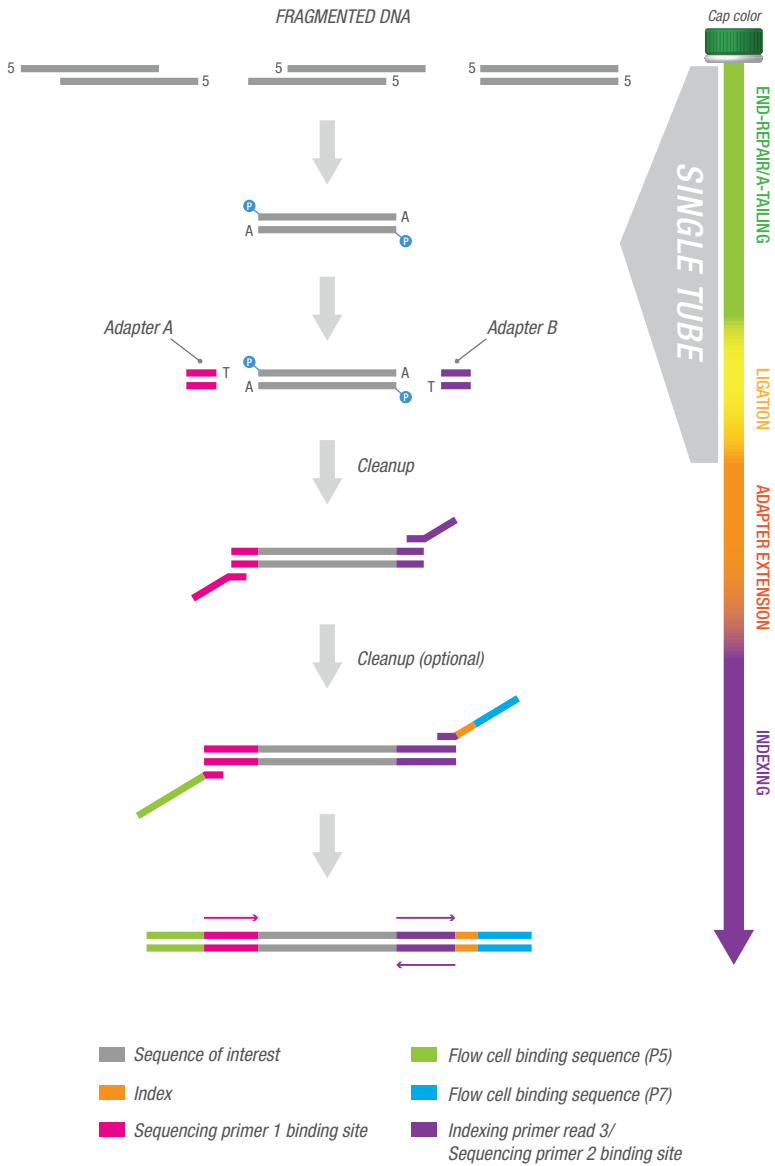 FRAGMENTED DNA
Cap color
5
5
5
5
5
5
END-REPAIR/A-TAILING
SINGLE TUBE
P
A
A
P
Adapter A
Adapter B
P
T
A
A
T
P
LIGATION
Cleanup
ADAPTER EXTENSION
Cleanup (optional)
INDEXING
Sequence of interest
Index
Sequencing primer 1 binding site
Flow cell binding sequence (P5)
Flow cell binding sequence (P7)
Indexing primer read 3/
Sequencing primer 2 binding site